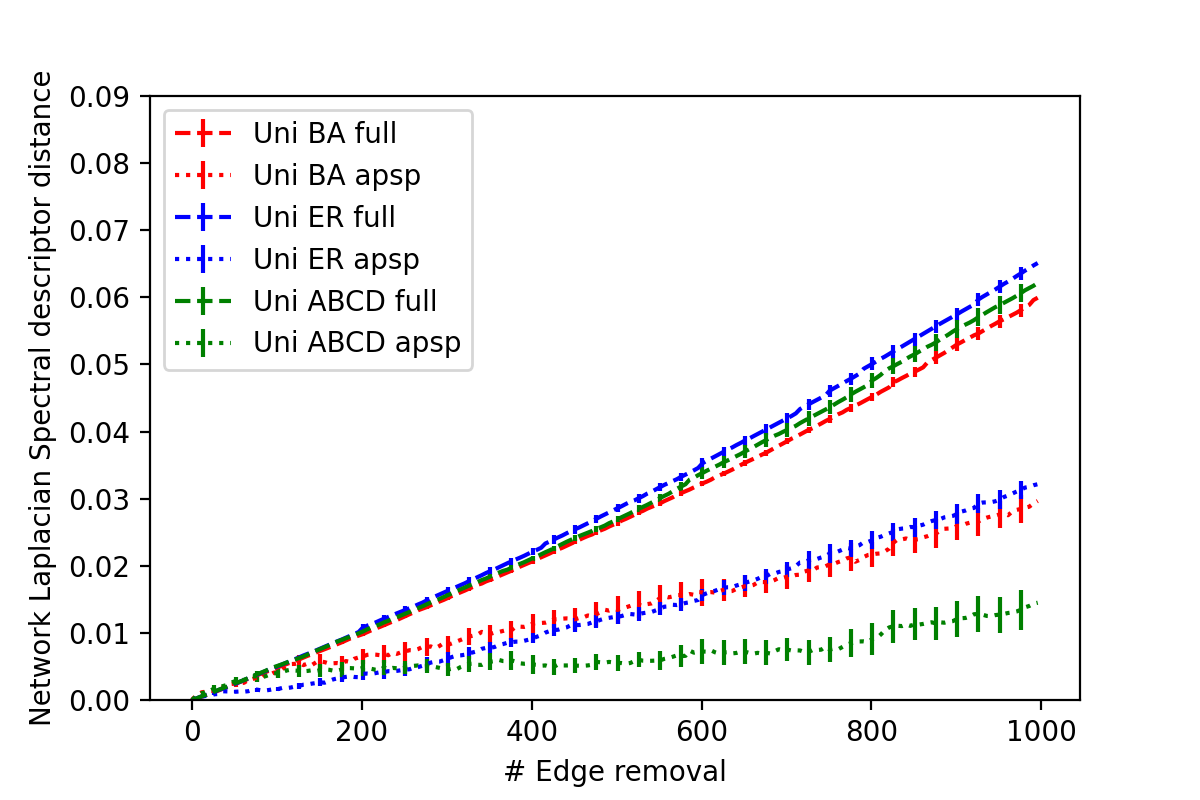 Network Laplacian Spectral descriptor distance
0.09
0.08
0.07
0.06
0.05
0.04
0.03
0.02
0.01
0.00
Uni BA full
Uni BA apsp
Uni ER full
Uni ER apsp
Uni ABCD full
Uni ABCD apsp
0 200 400 600 800 1000
# Edge removal